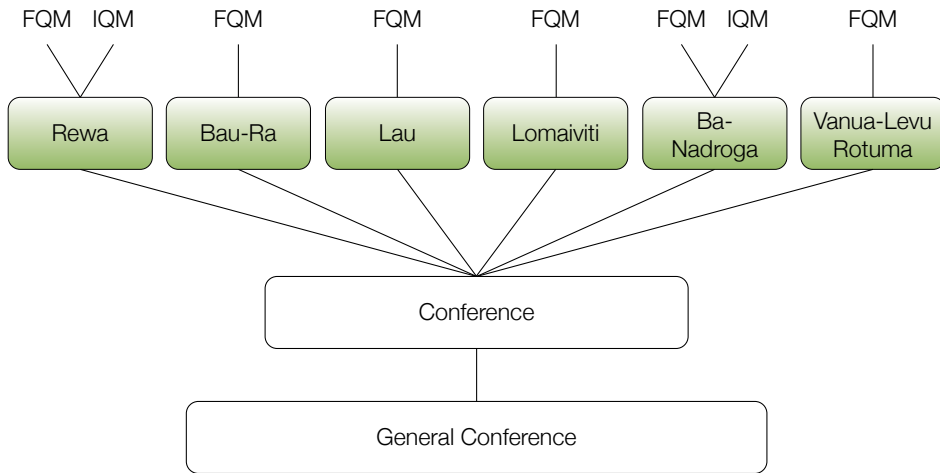 FQM IQM FQM FQM FQM FQM IQM FQM
Rewa Bau-Ra Lau Lomaiviti Ba-
Nadroga Vanua-Levu
Rotuma
Conference
General Conference